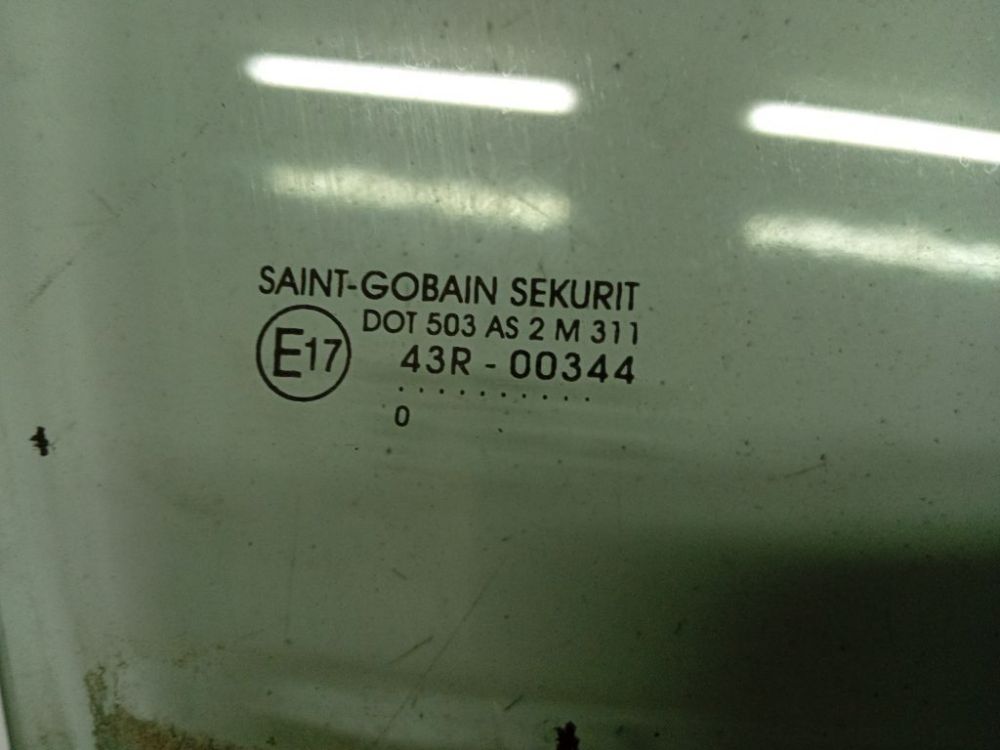 SAINT-GOBAIN SEKURIT
DOT 503 AS 2 M 311
E17
43R - 00344
. . . . . . . . . .
0